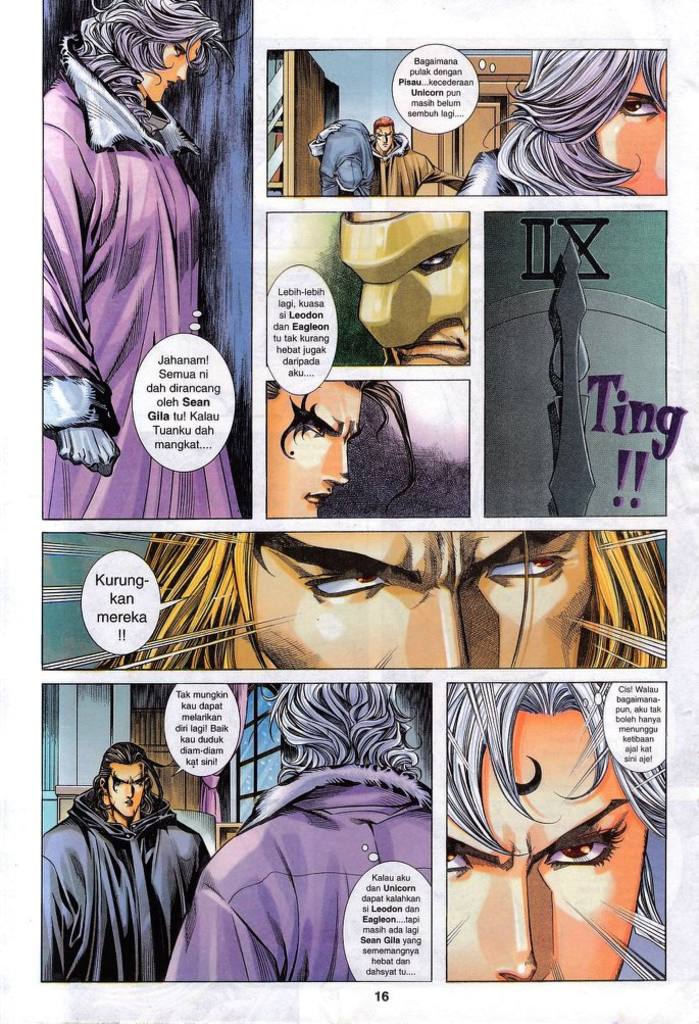 Jahanam!
Semua ni
dah dirancang
oleh Sean
Gila tu! Kalau
Tuanku dah
mangkat....
Bagaimana
pulak dengan
Pisau...kecederaan
Unicorn pun
masih belum
sembuh lagi....
Lebih-lebih
lagi, kuasa
si Leodon
dan Eagleon
tu tak kurang
hebat jugak
daripada
aku....
IIX
Ting
!!
Kurung-
kan
mereka
!!
Tak mungkin
kau dapat
melarikan
diri lagi! Baik
kau duduk
diam-diam
kat sini!
Kalau aku
dan Unicorn
dapat kalahkan
si Leodon dan
Eagleon....tapi
masih ada lagi
Sean Gila yang
sememangnya
hebat dan
dahsyat tu....
Cis! Walau
bagaimana-
pun, aku tak
boleh hanya
menunggu
ketibaan
ajal kat
sini aje!
16